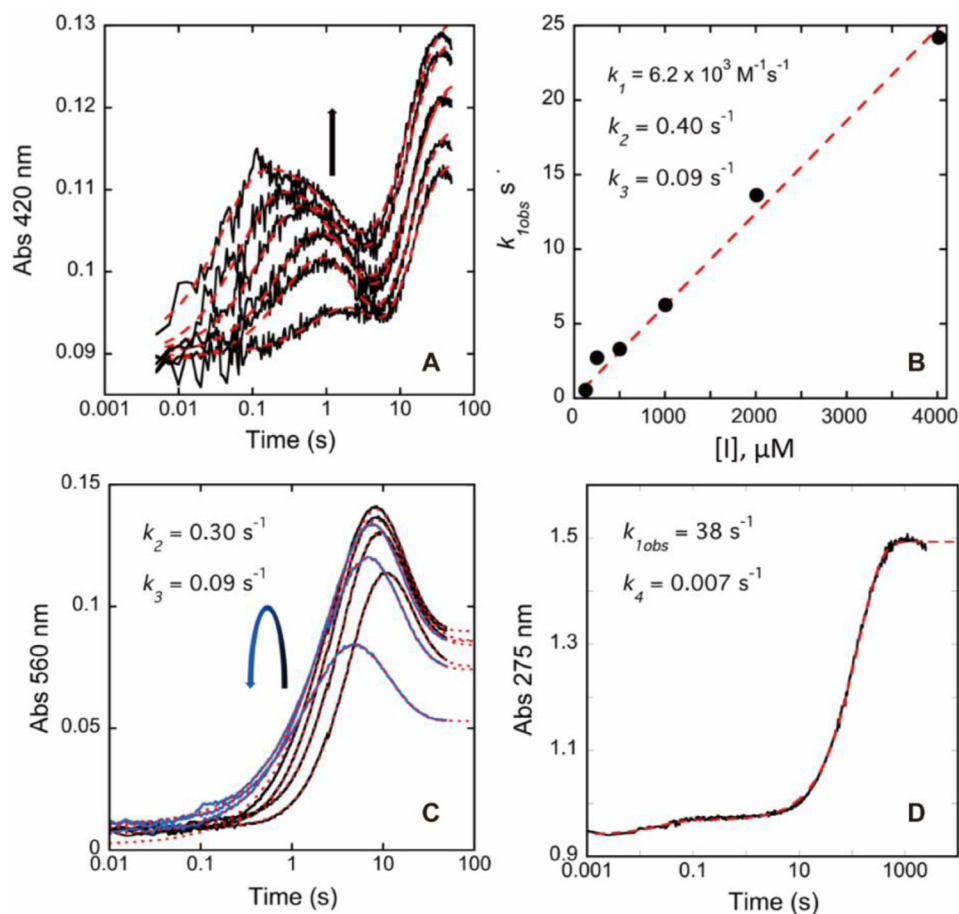 0.13
0.12
0.11
0.1
0.09
Abs 420 nm
A
0.001 0.01 0.1 1 10 100
Time (s)
25
20
15
10
5
0
k1obs s-
k1 = 6.2 x 10³ M⁻¹s⁻¹
k2 = 0.40 s⁻¹
k3 = 0.09 s⁻¹
B
0 1000 2000 3000 4000
[I], µM
0.15
0.1
0.05
0
Abs 560 nm
k2 = 0.30 s⁻¹
k3 = 0.09 s⁻¹
C
0.01 0.1 1 10 100
Time (s)
1.5
1.3
1.1
0.9
Abs 275 nm
k1obs = 38 s⁻¹
k4 = 0.007 s⁻¹
D
0.001 0.1 10 1000
Time (s)